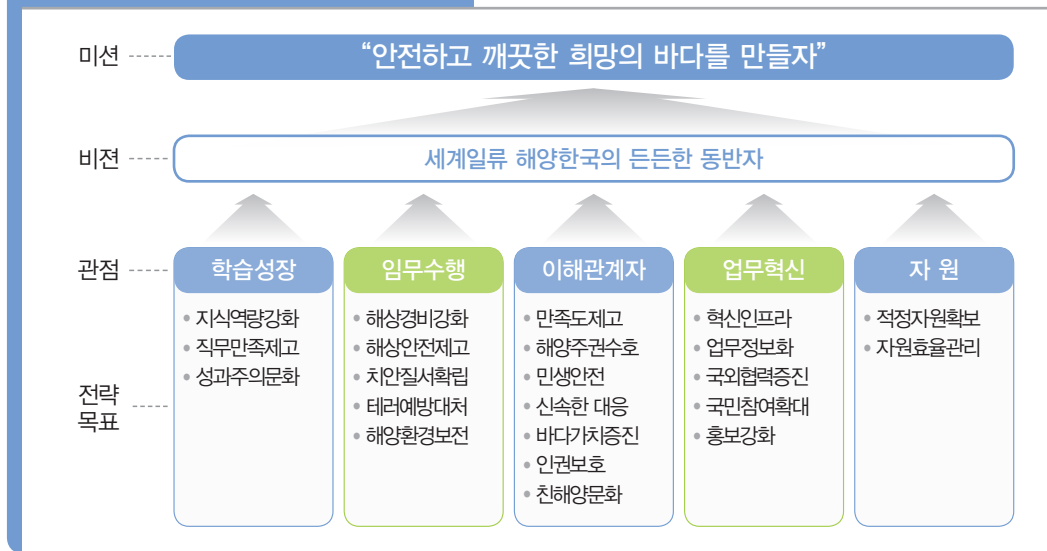 미션
“안전하고 깨끗한 희망의 바다를 만들자”
비젼
세계일류 해양한국의 든든한 동반자
관점
학습성장
임무수행
이해관계자
업무혁신
자 원
전략
목표
• 지식역량강화
• 직무만족제고
• 성과주의문화
• 해상경비강화
• 해상안전제고
• 치안질서확립
• 테러예방대처
• 해양환경보전
• 만족도제고
• 해양주권수호
• 민생안전
• 신속한 대응
• 바다가치증진
• 인권보호
• 친해양문화
• 혁신인프라
• 업무정보화
• 국외협력증진
• 국민참여확대
• 홍보강화
• 적정자원확보
• 자원효율관리